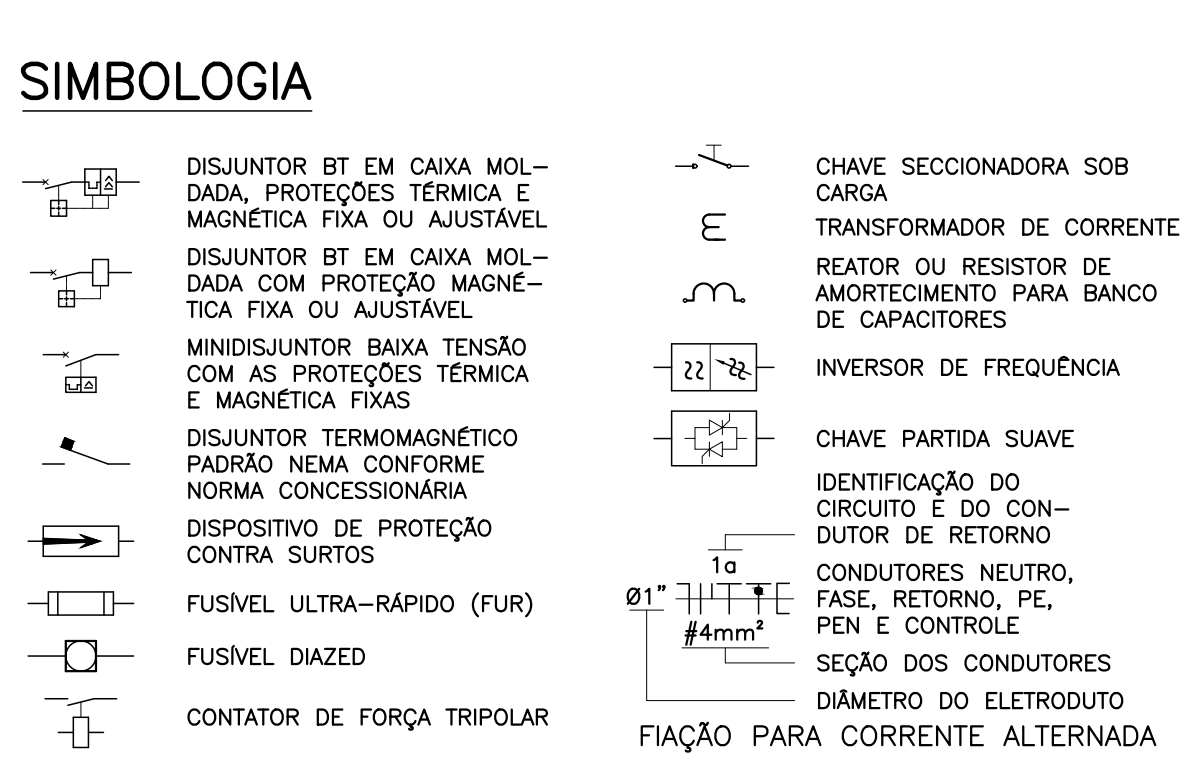 SIMBOLOGIA
DISJUNTOR BT EM CAIXA MOL-
DADA, PROTEÇÕES TÉRMICA E
MAGNÉTICA FIXA OU AJUSTÁVEL
DISJUNTOR BT EM CAIXA MOL-
DADA COM PROTEÇÃO MAGNÉ-
TICA FIXA OU AJUSTÁVEL
MINIDISJUNTOR BAIXA TENSÃO
COM AS PROTEÇÕES TÉRMICA
E MAGNÉTICA FIXAS
DISJUNTOR TERMOMAGNÉTICO
PADRÃO NEMA CONFORME
NORMA CONCESSIONÁRIA
DISPOSITIVO DE PROTEÇÃO
CONTRA SURTOS
FUSÍVEL ULTRA-RÁPIDO (FUR)
FUSÍVEL DIAZED
CONTATOR DE FORÇA TRIPOLAR
CHAVE SECCIONADORA SOB
CARGA
TRANSFORMADOR DE CORRENTE
REATOR OU RESISTOR DE
AMORTECIMENTO PARA BANCO
DE CAPACITORES
INVERSOR DE FREQUÊNCIA
CHAVE PARTIDA SUAVE
IDENTIFICAÇÃO DO
CIRCUITO E DO CON-
DUTOR DE RETORNO
1a
CONDUTORES NEUTRO,
FASE, RETORNO, PE,
PEN E CONTROLE
Ø1"
#4mm²
SEÇÃO DOS CONDUTORES
DIÂMETRO DO ELETRODUTO
FIAÇÃO PARA CORRENTE ALTERNADA